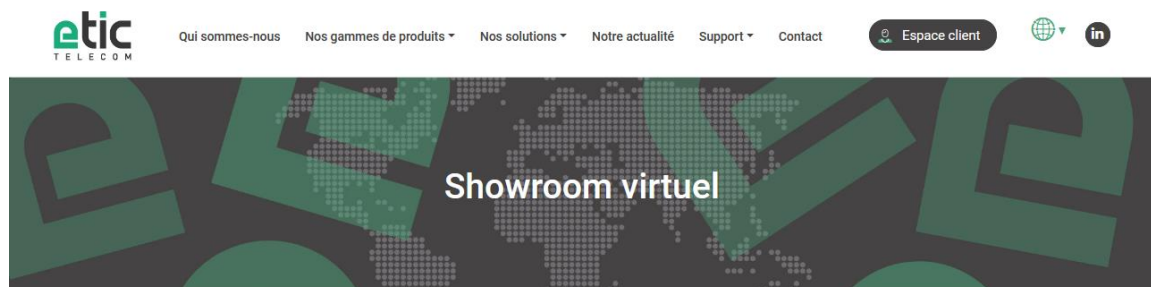 etic
TELECOM
Qui sommes-nous Nos gammes de produits Nos solutions Notre actualité Support Contact Espace client in
Showroom virtuel